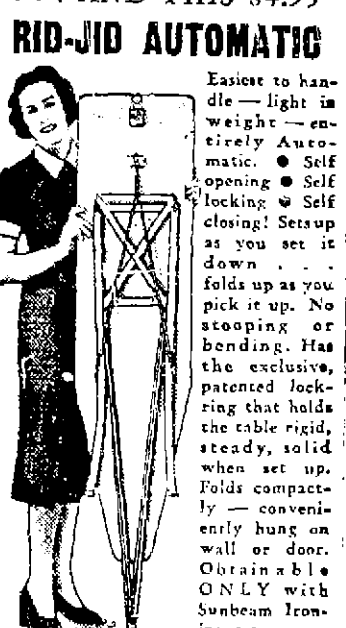 THIS $4.95
RID-JID AUTOMATIC
Easiest to han-
dle — light in
weight — en-
tirely Auto-
matic. ● Self
opening ● Self
locking ● Self
closing! Sets up
as you set it
down . . .
folds up as you
pick it up. No
stooping or
bending. Has
the exclusive,
patented lock-
ring that holds
the table rigid,
steady, solid
when set up.
Folds compact-
ly — conveni-
ently hung on
wall or door.
Obtainable
ONLY with
Sunbeam Iron-